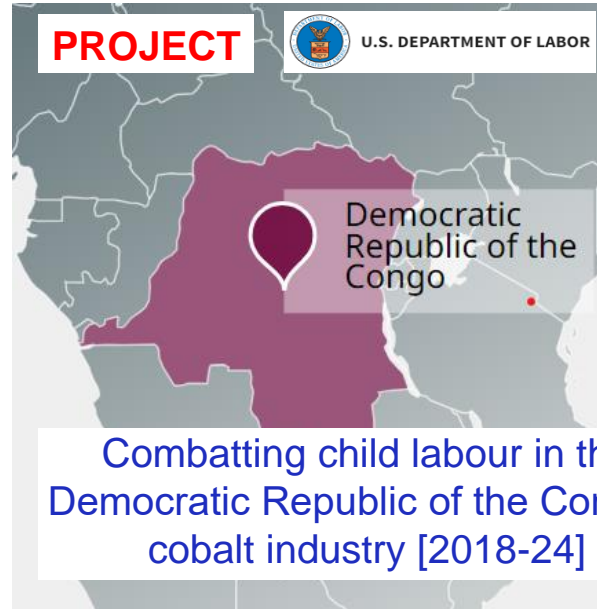 PROJECT
U.S. DEPARTMENT OF LABOR
Democratic
Republic of the
Congo
Combatting child labour in
Democratic Republic of the
cobalt industry [2018-24]